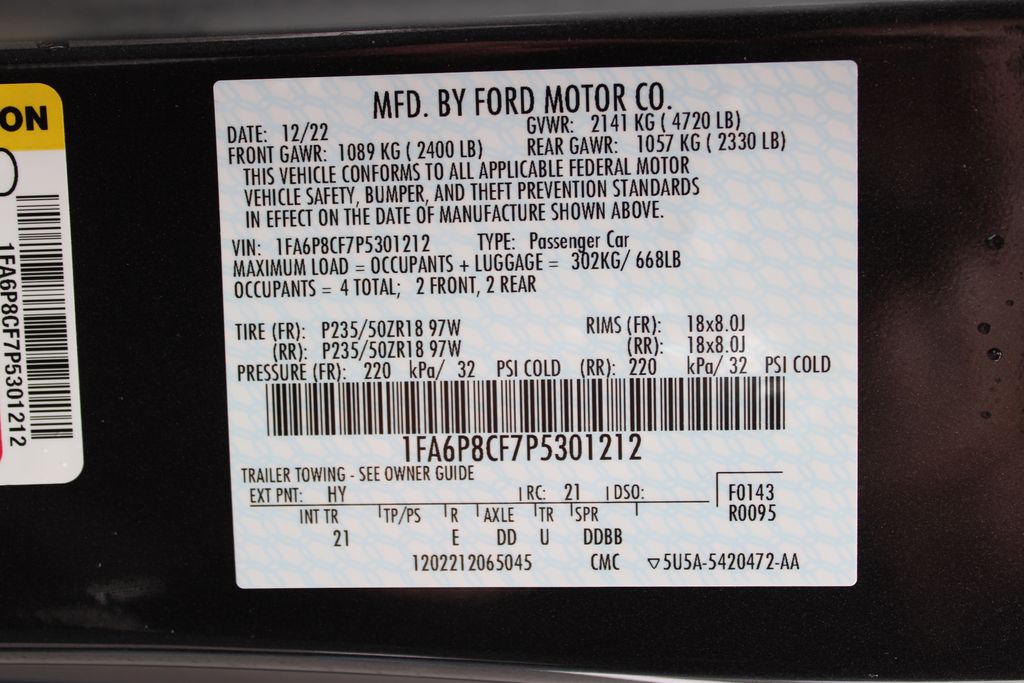 ON
1FA6P8CF7P5301212
MFD. BY FORD MOTOR CO.
DATE: 12/22 GVWR: 2141 KG ( 4720 LB)
FRONT GAWR: 1089 KG ( 2400 LB) REAR GAWR: 1057 KG ( 2330 LB)
THIS VEHICLE CONFORMS TO ALL APPLICABLE FEDERAL MOTOR
VEHICLE SAFETY, BUMPER, AND THEFT PREVENTION STANDARDS
IN EFFECT ON THE DATE OF MANUFACTURE SHOWN ABOVE.
VIN: 1FA6P8CF7P5301212 TYPE: Passenger Car
MAXIMUM LOAD = OCCUPANTS + LUGGAGE = 302KG/ 668LB
OCCUPANTS = 4 TOTAL; 2 FRONT, 2 REAR
TIRE (FR): P235/50ZR18 97W RIMS (FR): 18x8.0J
(RR): P235/50ZR18 97W (RR): 18x8.0J
PRESSURE (FR): 220 kPa/ 32 PSI COLD (RR): 220 kPa/ 32 PSI COLD
1FA6P8CF7P5301212
TRAILER TOWING - SEE OWNER GUIDE
EXT PNT: HY RC: 21 DSO: F0143
INT TR TP/PS R AXLE TR SPR R0095
21 E DD U DDBB
1202212065045 CMC ▽5U5A-5420472-AA